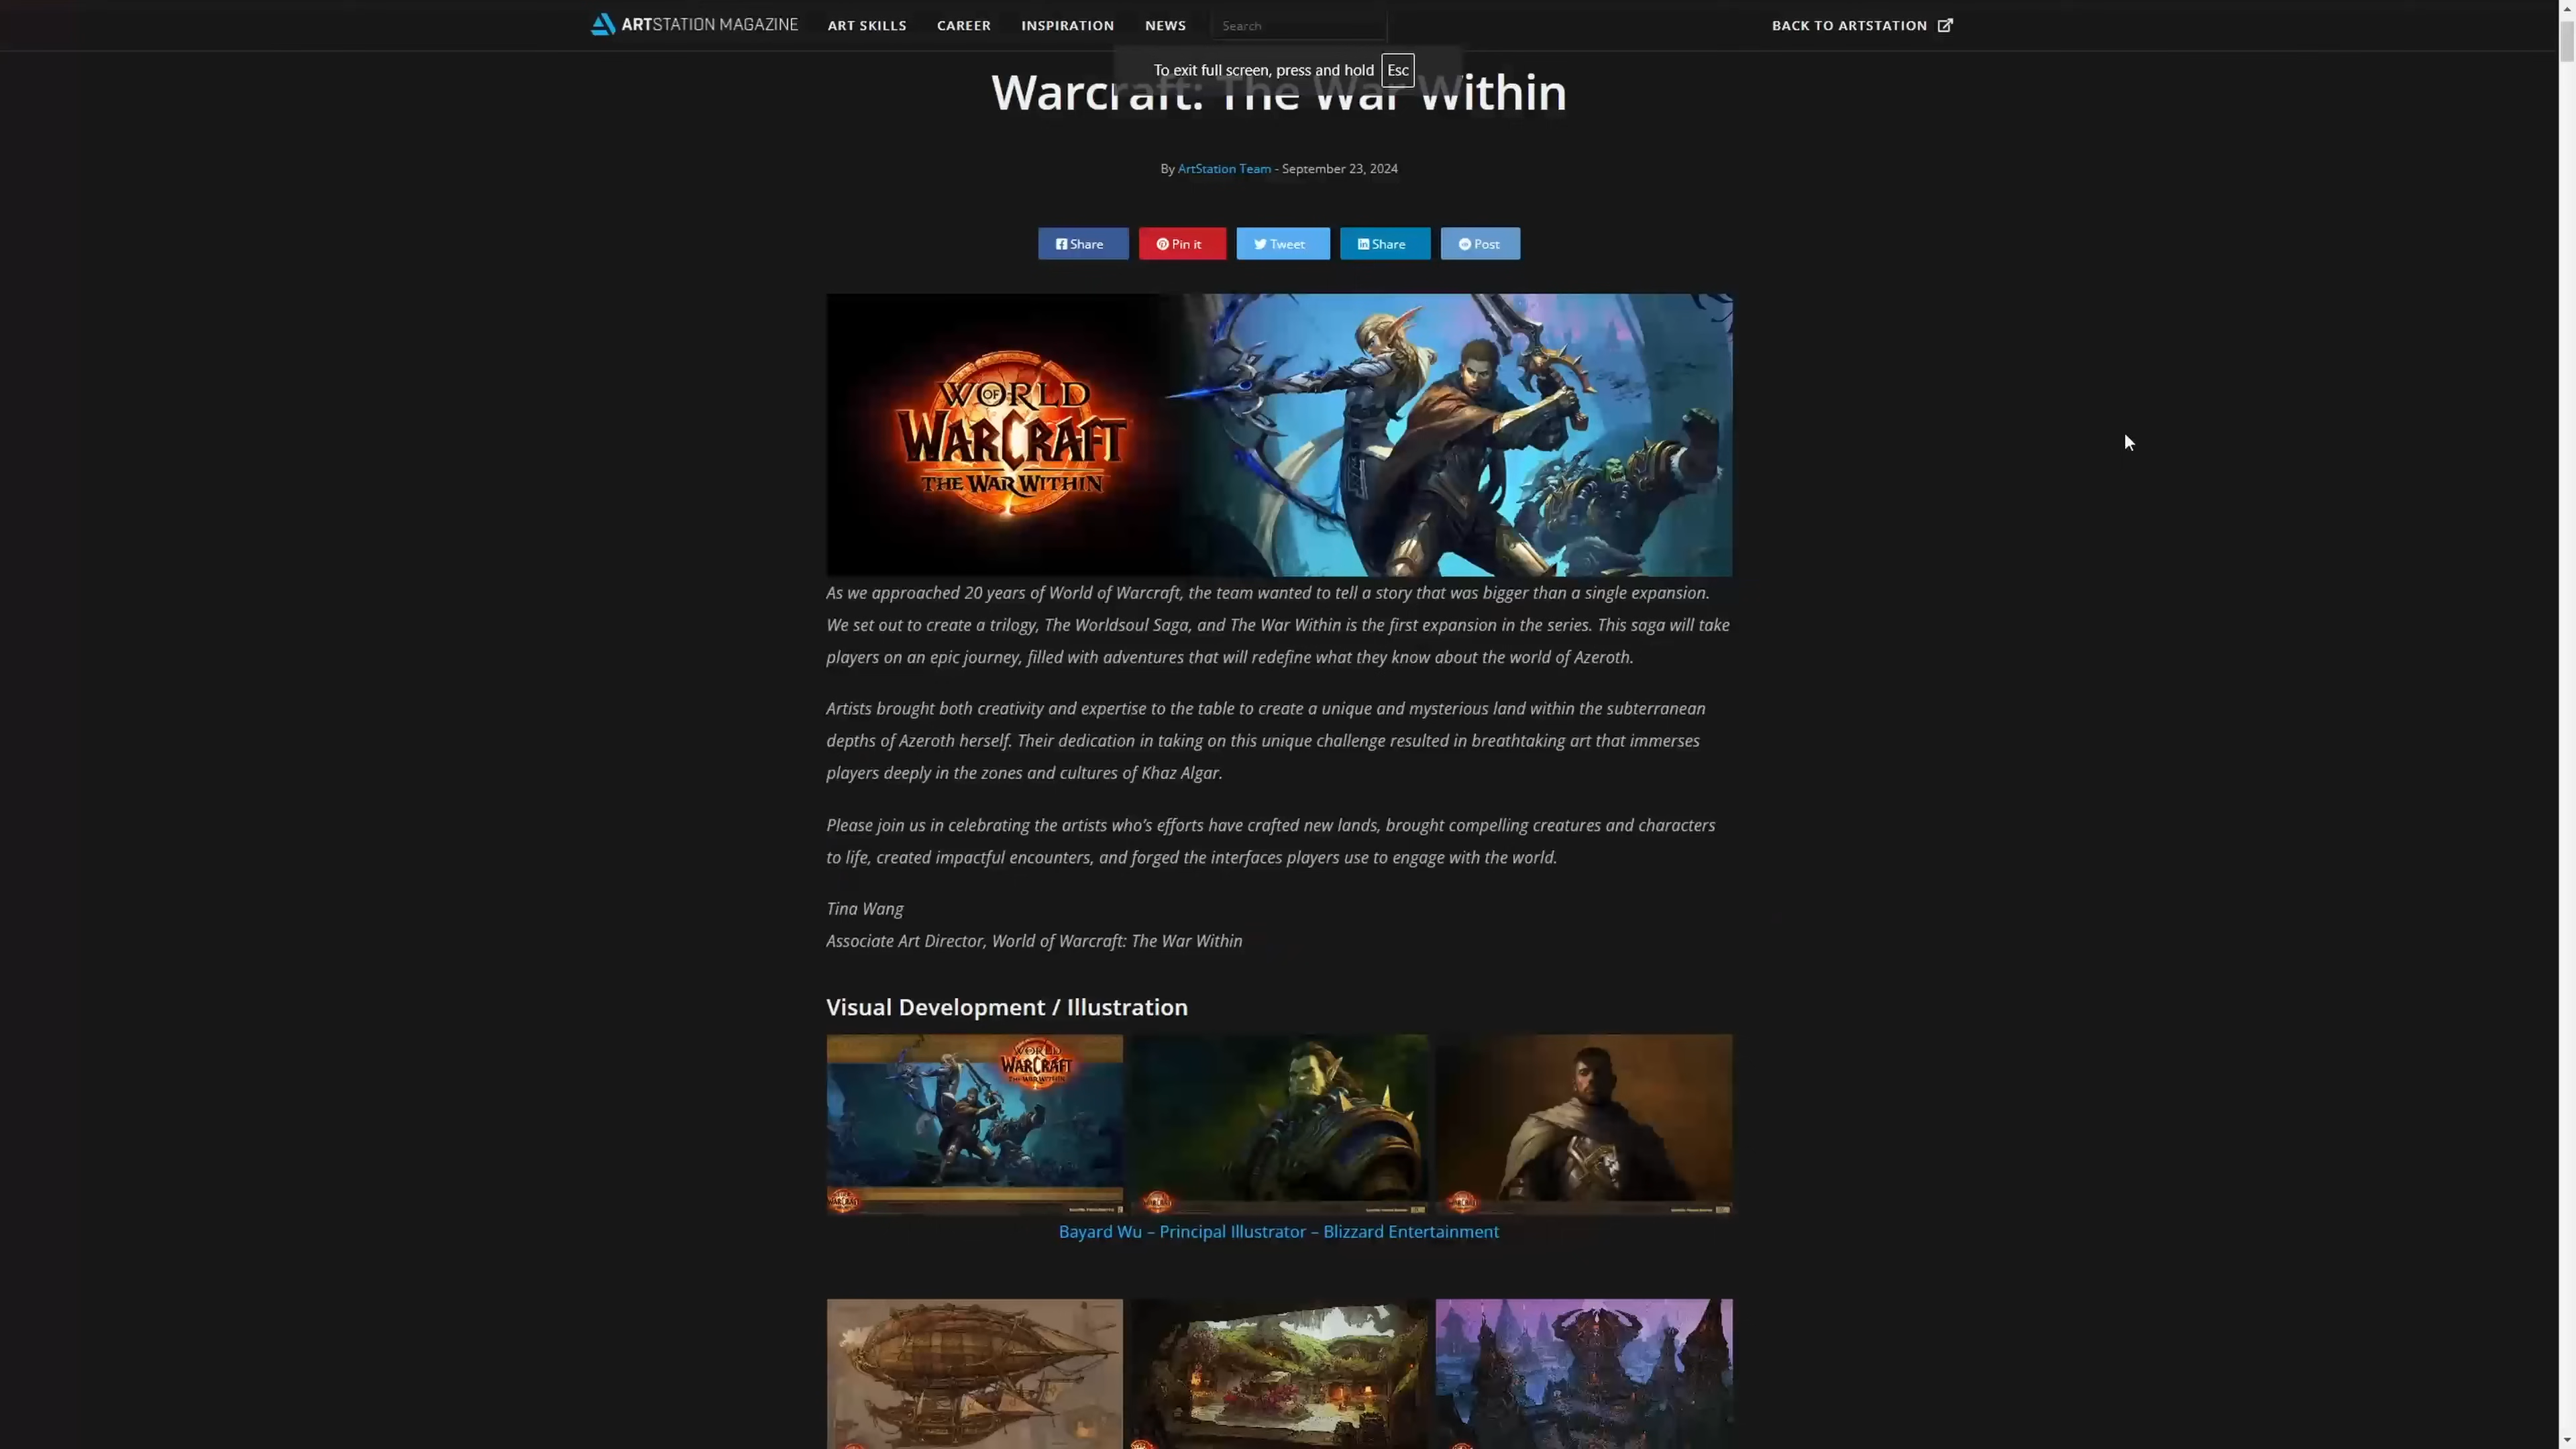 ARTSTATION MAGAZINE
ART SKILLS
CAREER
INSPIRATION
NEWS
Search
BACK TO ARTSTATION
To exit full screen, press and hold Esc
Warcraft: The War Within
By ArtStation Team - September 23, 2024
Share
Pin it
Tweet
Share
Post
WORLD
OF
WARCRAFT
THE WAR WITHIN
As we approached 20 years of World of Warcraft, the team wanted to tell a story that was bigger than a single expansion.
We set out to create a trilogy, The Worldsoul Saga, and The War Within is the first expansion in the series. This saga will take
players on an epic journey, filled with adventures that will redefine what they know about the world of Azeroth.
Artists brought both creativity and expertise to the table to create a unique and mysterious land within the subterranean
depths of Azeroth herself. Their dedication in taking on this unique challenge resulted in breathtaking art that immerses
players deeply in the zones and cultures of Khaz Algar.
Please join us in celebrating the artists who's efforts have crafted new lands, brought compelling creatures and characters
to life, created impactful encounters, and forged the interfaces players use to engage with the world.
Tina Wang
Associate Art Director, World of Warcraft: The War Within
Visual Development / Illustration
WORLD
WARCRAFT
THE WAR WITHIN
Bayard Wu – Principal Illustrator – Blizzard Entertainment